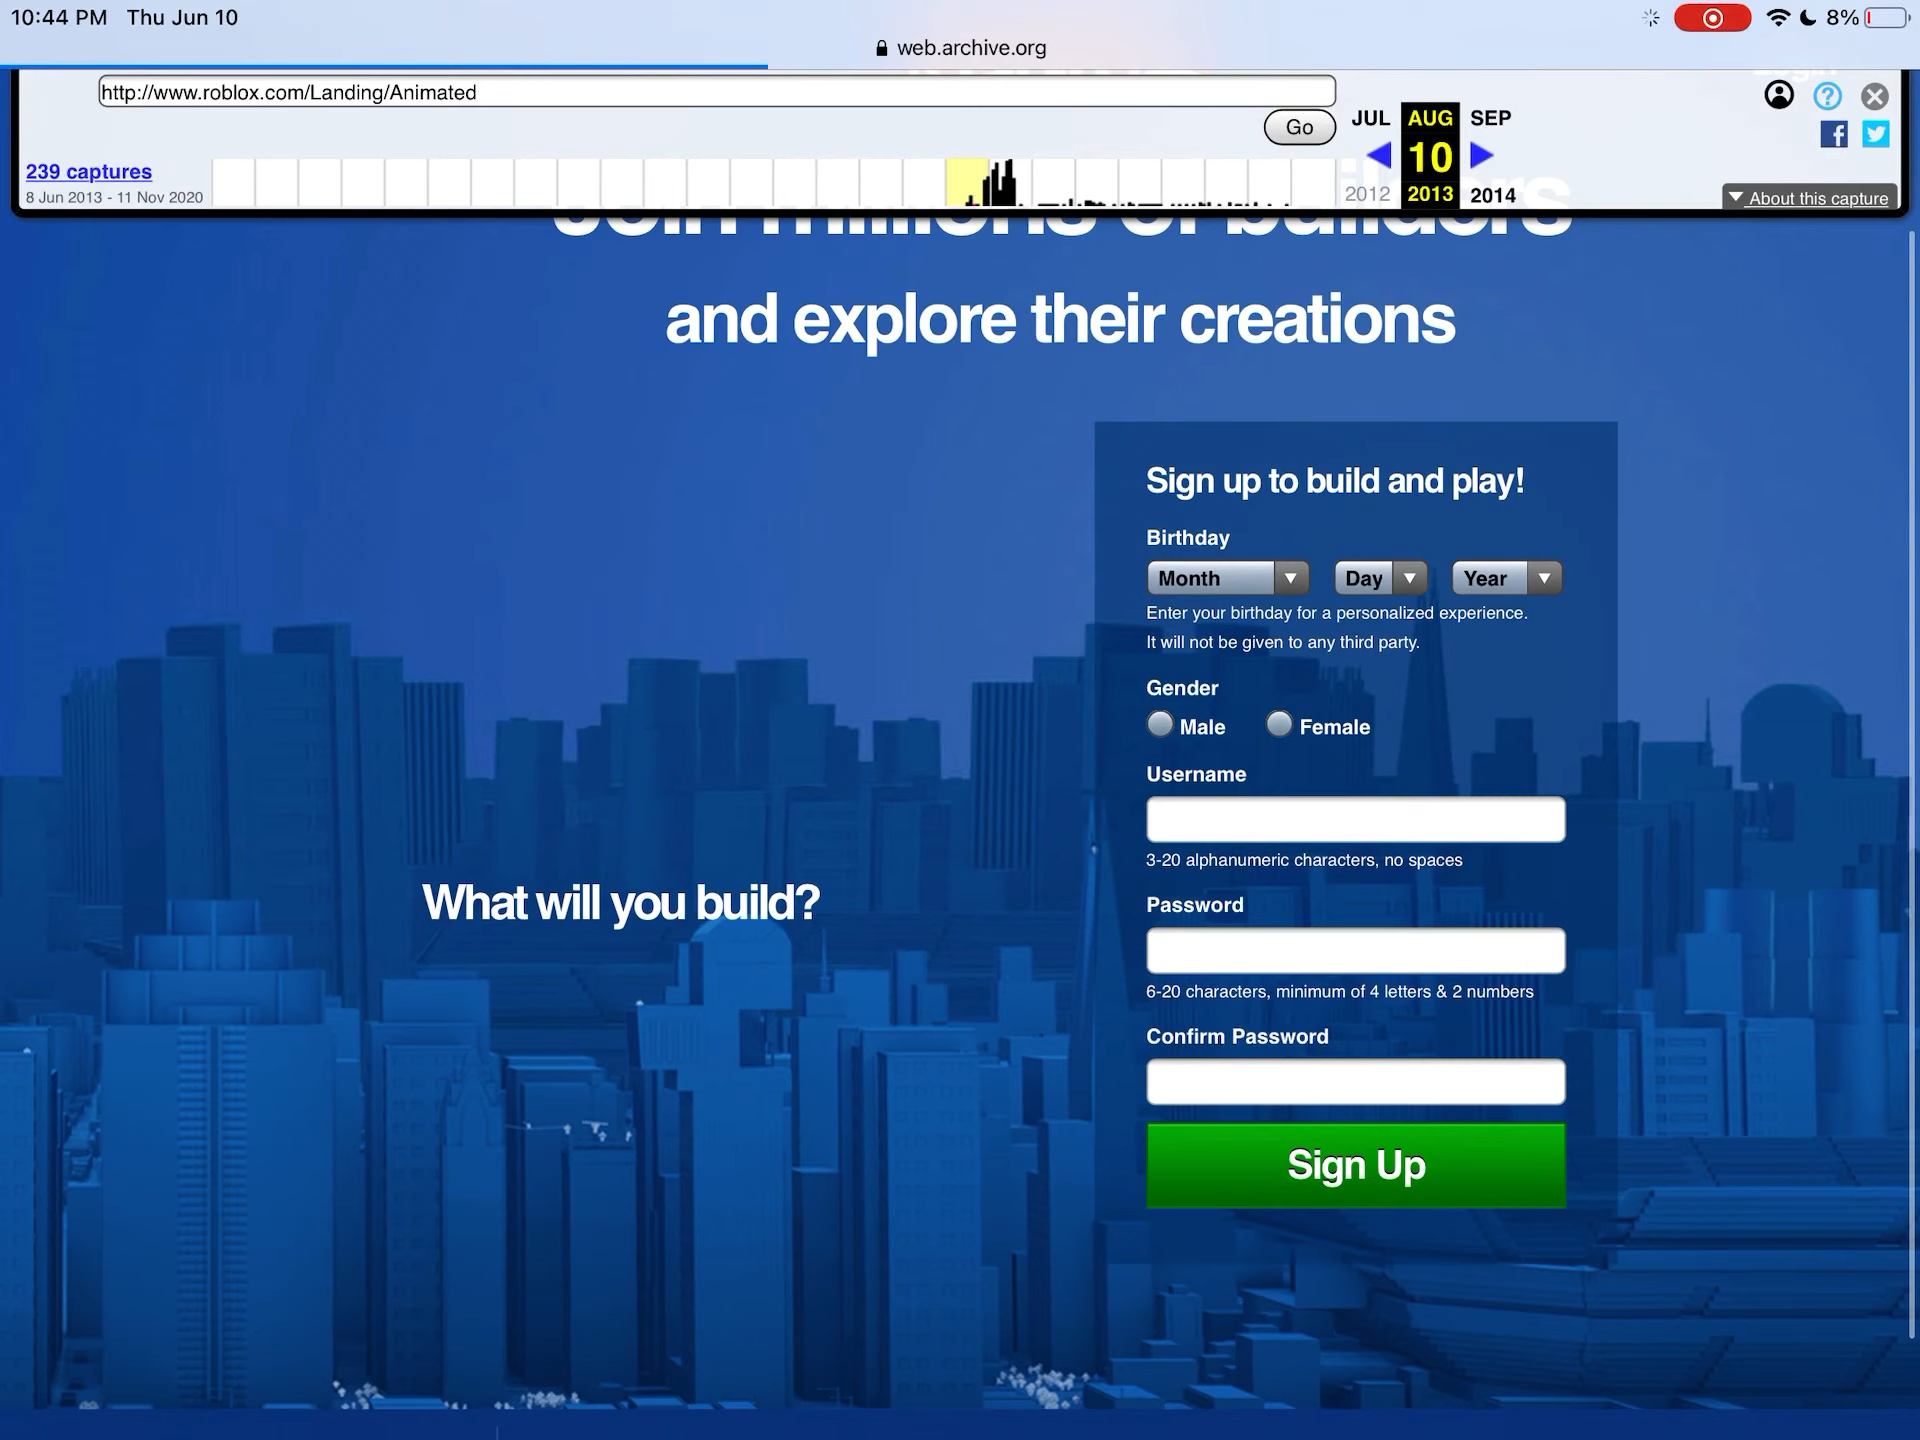 10:44 PM Thu Jun 10
8%
web.archive.org
http://www.roblox.com/Landing/Animated
Go
JUL AUG SEP
10
2012 2013 2014
239 captures
8 Jun 2013 - 11 Nov 2020
About this capture
Join millions of builders
and explore their creations
Sign up to build and play!
Birthday
Month Day Year
Enter your birthday for a personalized experience.
It will not be given to any third party.
Gender
Male Female
Username
3-20 alphanumeric characters, no spaces
What will you build?
Password
6-20 characters, minimum of 4 letters & 2 numbers
Confirm Password
Sign Up